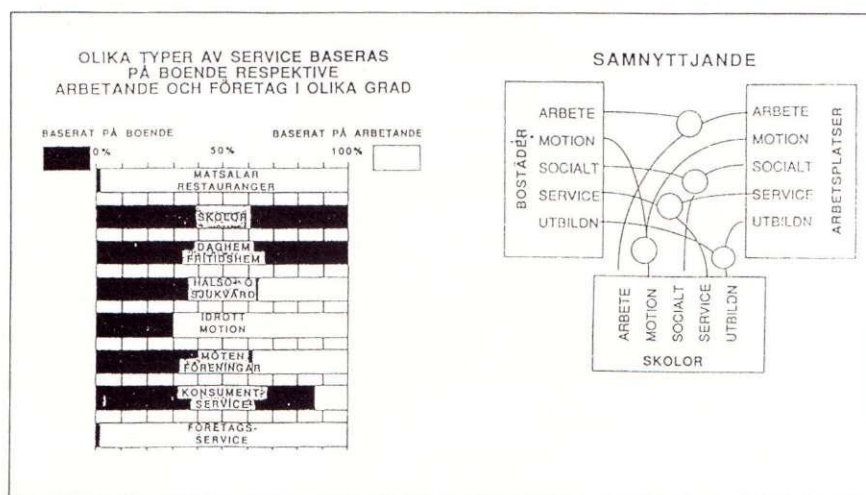 OLIKA TYPER AV SERVICE BASERAS
PÅ BOENDE RESPEKTIVE
ARBETANDE OCH FÖRETAG I OLIKA GRAD
BASERAT PÅ BOENDE
BASERAT PÅ ARBETANDE
0% 50% 100%
MATSALAR
RESTAURANGER
SKOLOR
DAGHEM
FRITIDSHEM
HÄLSO- O
SJUKVÅRD
IDROTT
MOTION
MÖTEN
FÖRENINGAR
KONSUMENT-
SERVICE
FÖRETAGS-
SERVICE
SAMNYTTJANDE
BOSTÄDER
ARBETE
MOTION
SOCIALT
SERVICE
UTBILDN
ARBETE
MOTION
SOCIALT
SERVICE
UTBILDN
ARBETSPLATSER
ARBETE
MOTION
SOCIALT
SERVICE
UTBILDN
SKOLOR